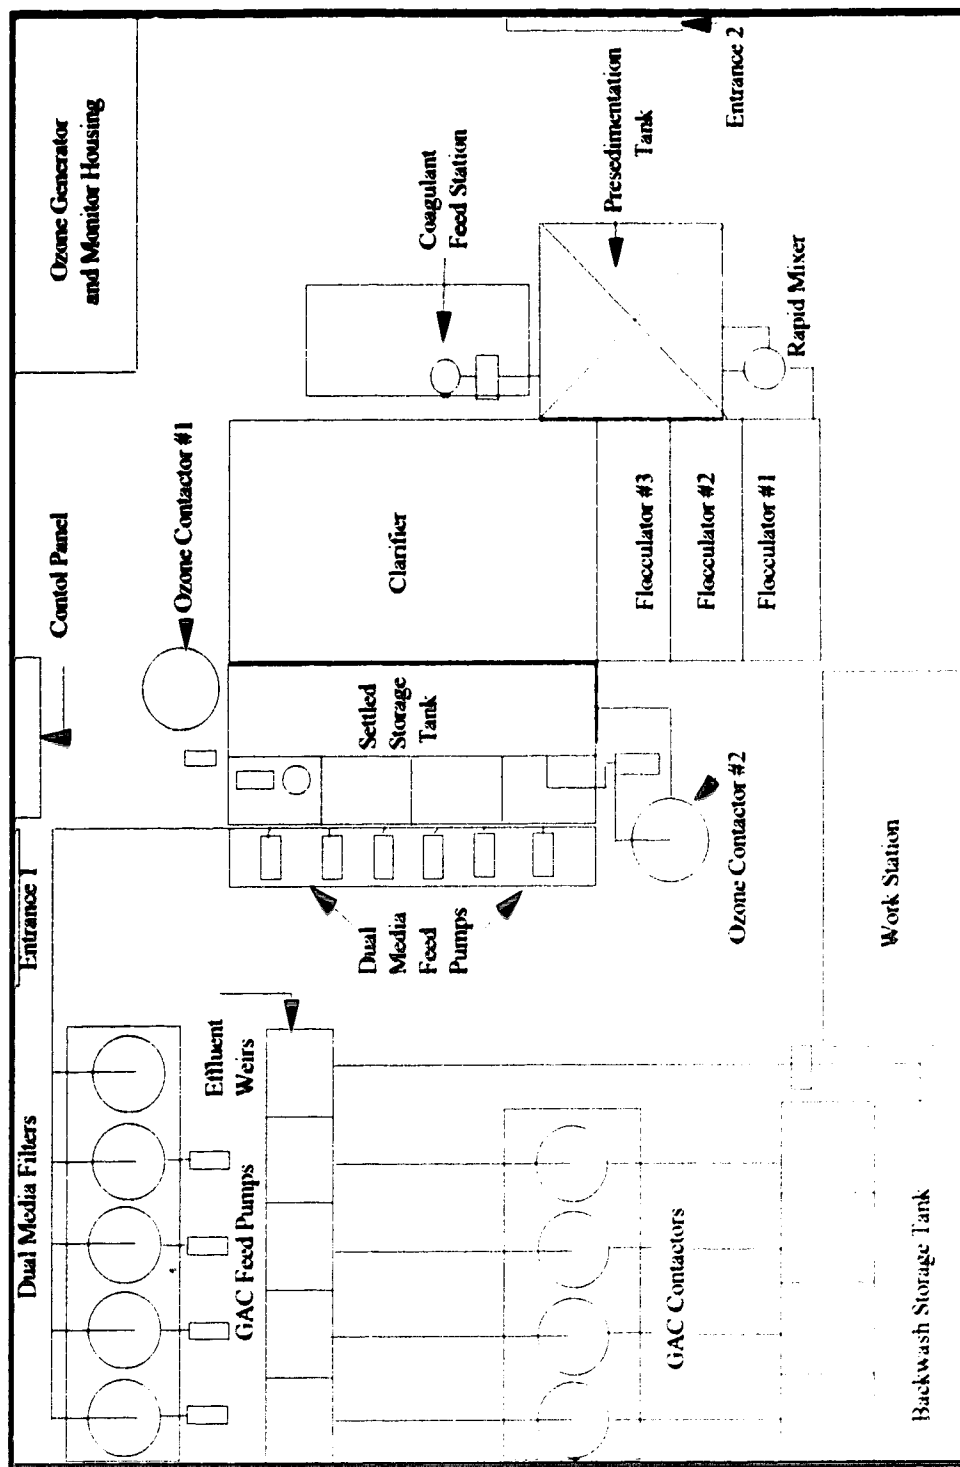 Ozone Generator
and Monitor Housing
Entrance 2
Coagulant
Feed Station
Presedimentation
Tank
Rapid Mixer
Contol Panel
Ozone Contactor #1
Clarifier
Flocculator #3
Flocculator #2
Flocculator #1
Settled
Storage
Tank
Ozone Contactor #2
Entrance 1
Dual
Media
Feed
Pumps
Work Station
Dual Media Filters
Effluent
Weirs
GAC Feed Pumps
GAC Contactors
Backwash Storage Tank